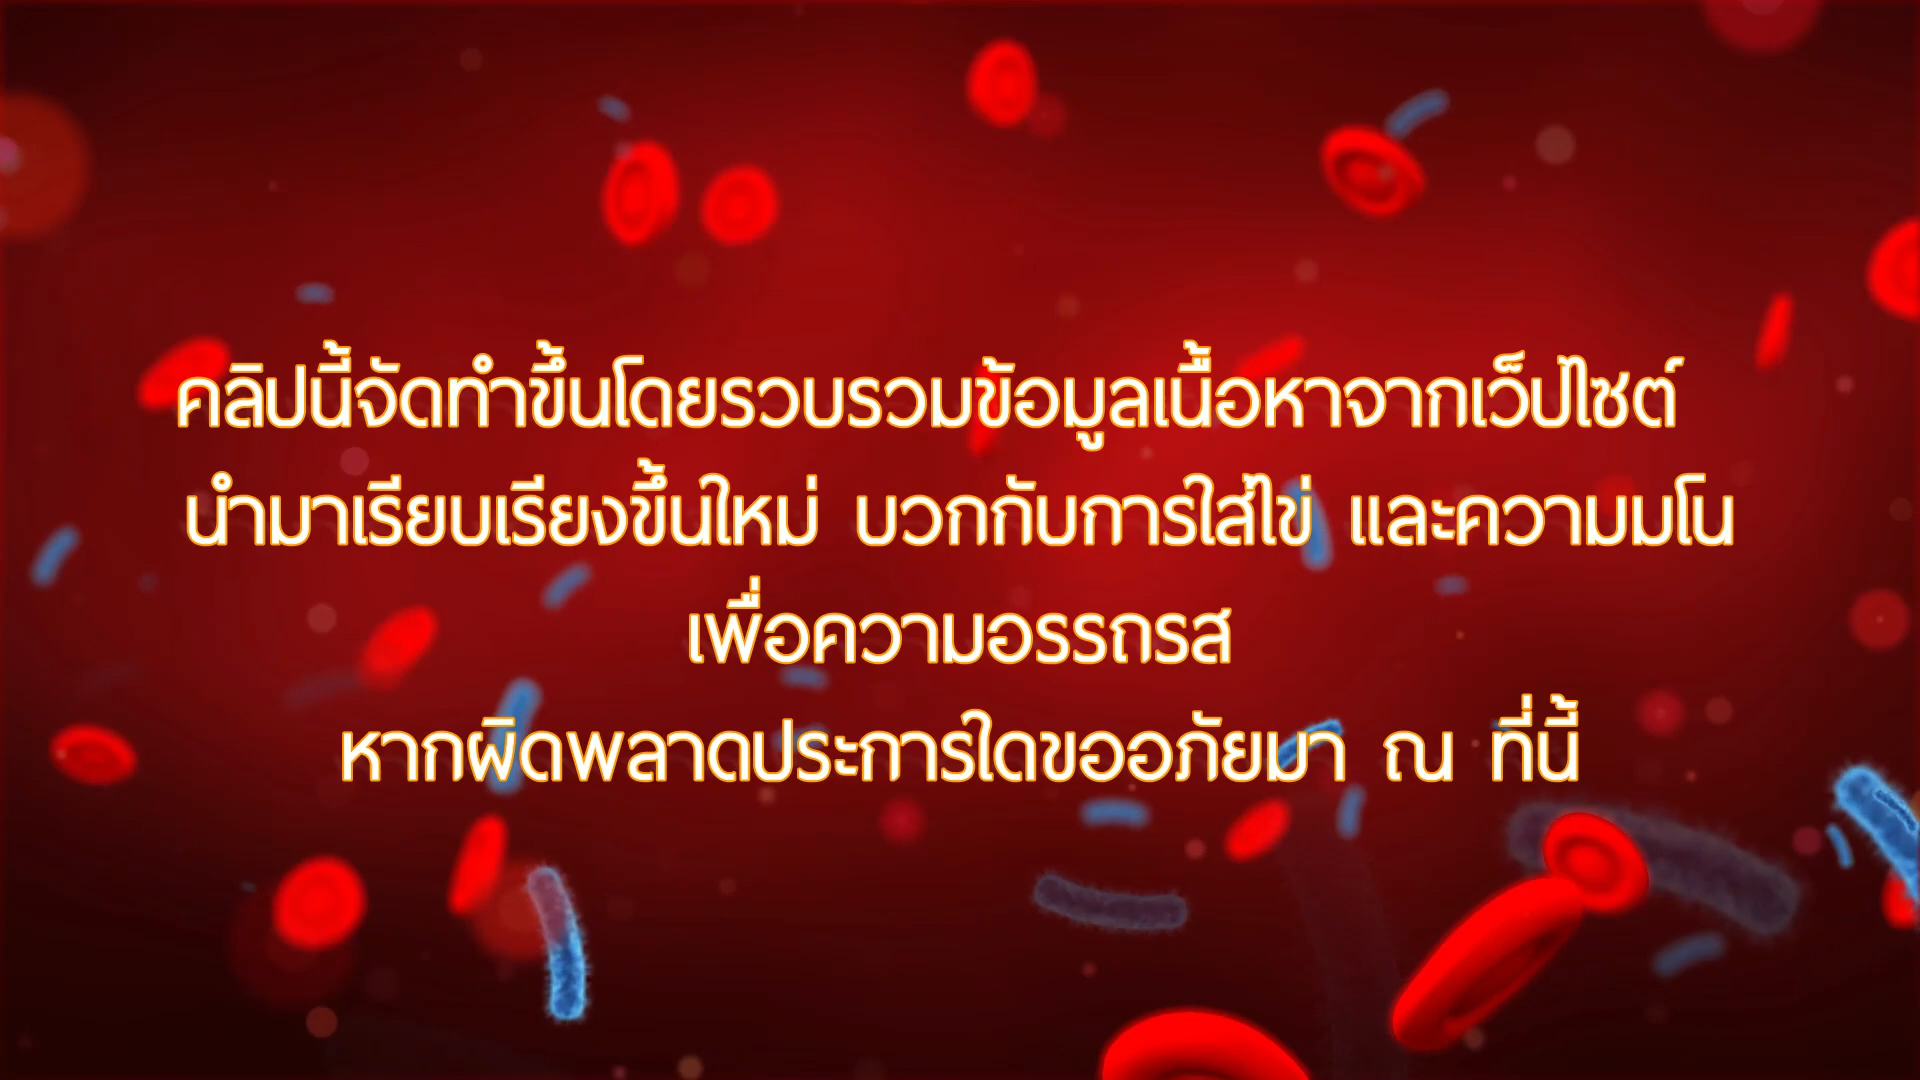 คลิปนี้จัดทำขึ้นโดยรวบรวมข้อมูลเนื้อหาจากเว็ปไซต์
นำมาเรียบเรียงขึ้นใหม่ บวกกับการใส่ไข่ และความมโน
เพื่อความอรรถรส
หากผิดพลาดประการใดขออภัยมา ณ ที่นี้